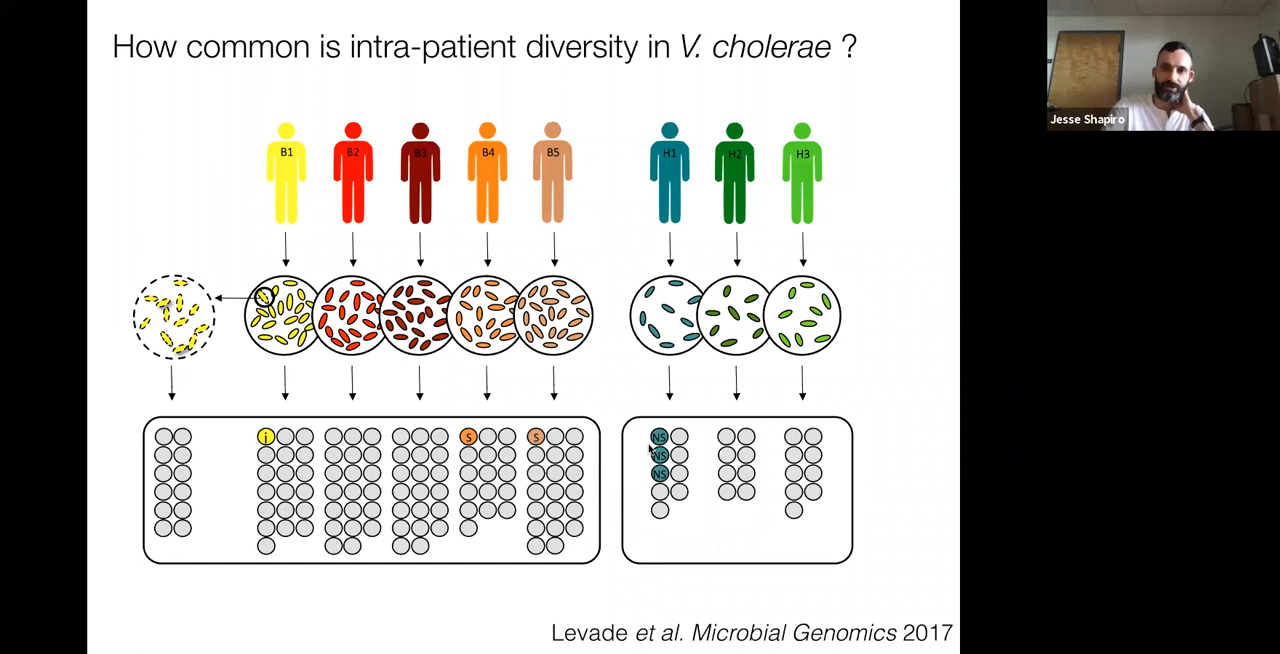 How common is intra-patient diversity in V. cholerae ?
Jesse Shapiro
B1 B2 B3 B4 B5 H1 H2 H3
i S S NS
NS
NS
Levade et al. Microbial Genomics 2017